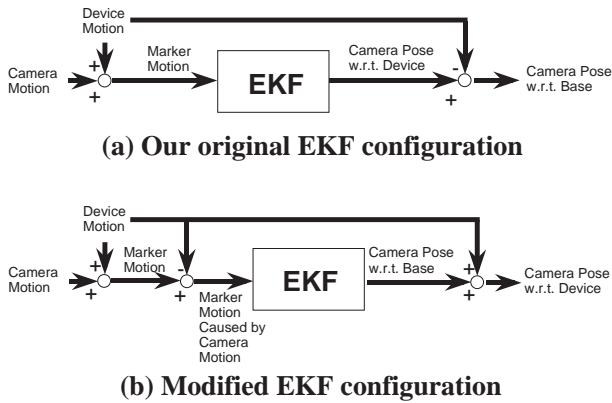 Device
Motion
Marker
Motion
Camera Pose
w.r.t. Device
Camera
Motion
+
+
EKF
-
+
Camera Pose
w.r.t. Base
(a) Our original EKF configuration
Device
Motion
Marker
Motion
Camera Pose
w.r.t. Base
Camera
Motion
+
+
-
+
EKF
+
+
Camera Pose
w.r.t. Device
Marker
Motion
Caused by
Camera
Motion
(b) Modified EKF configuration